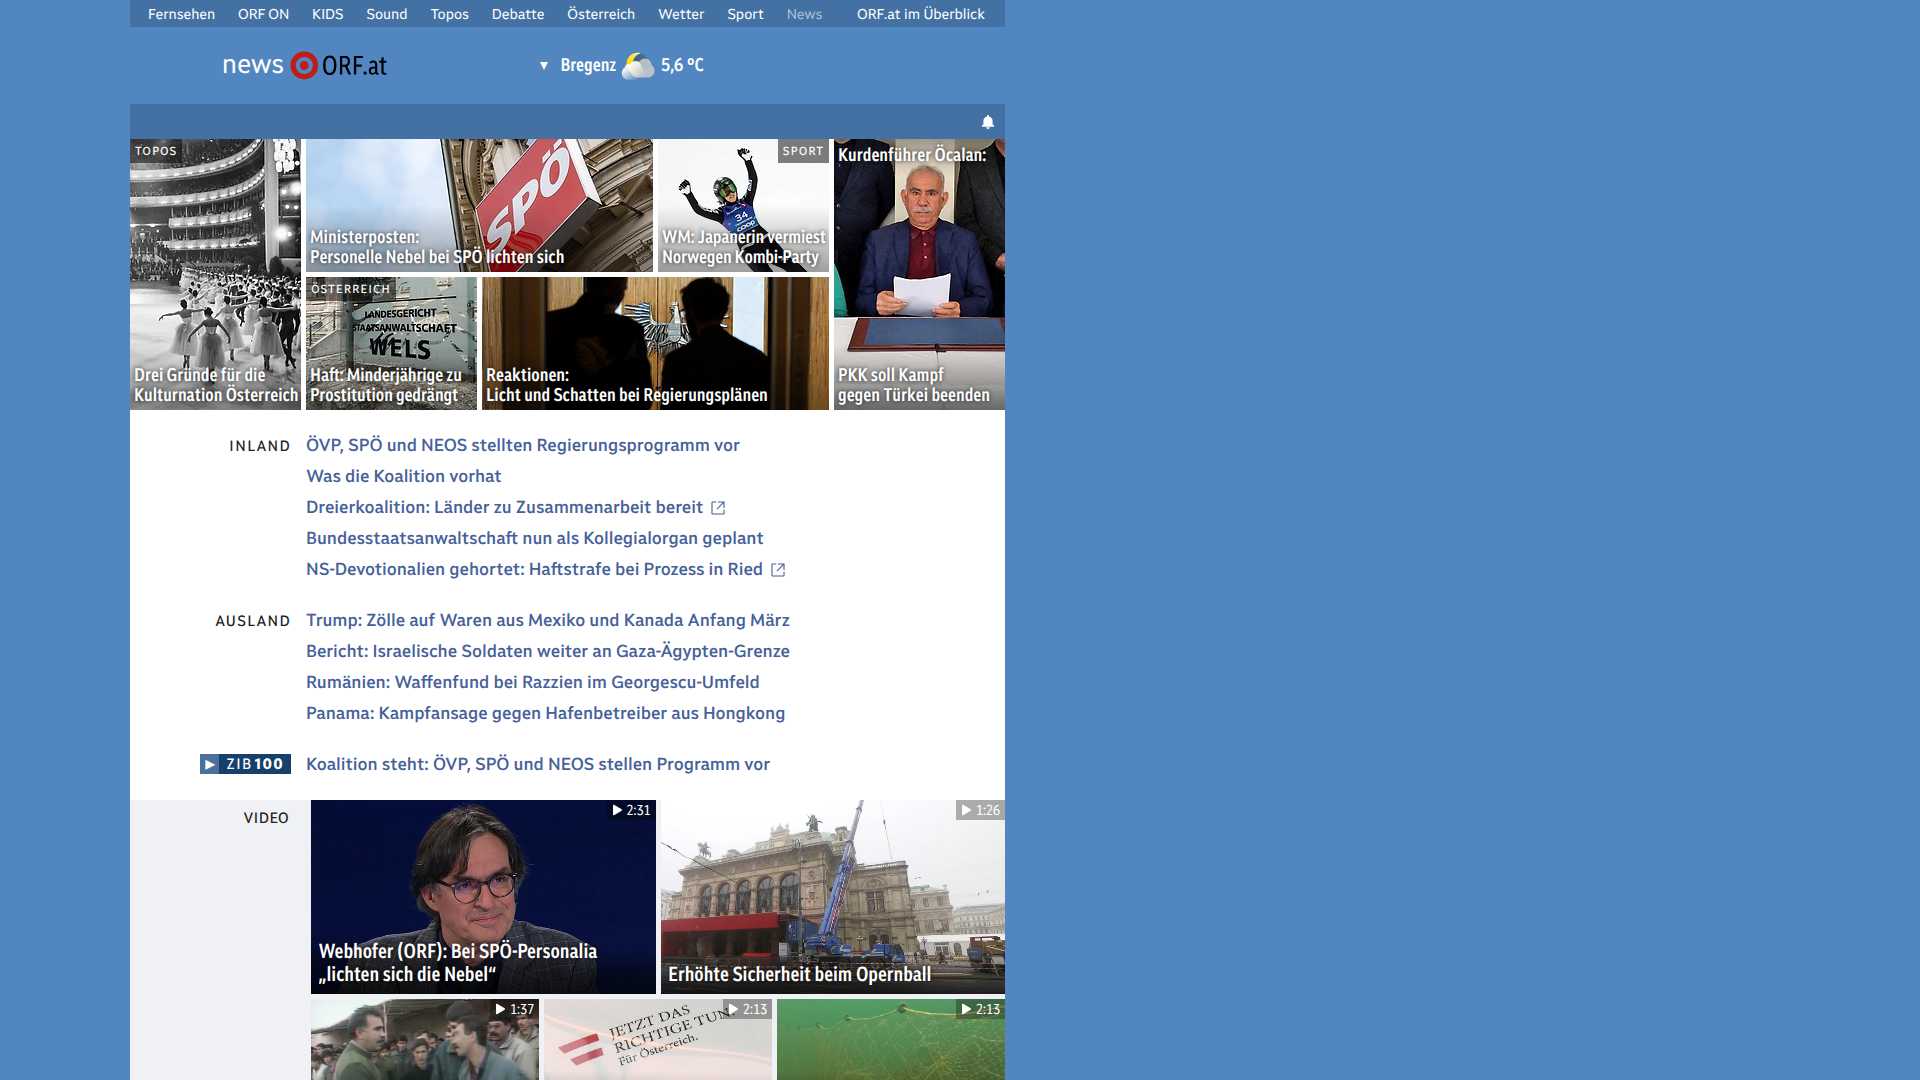 Fernsehen ORF ON KIDS Sound Topos Debatte Österreich Wetter Sport News ORF.at im Überblick
news ORF.at
Bregenz 5,6 °C
TOPOS
Drei Gründe für die
Kulturnation Österreich
SPÖ
Ministerposten:
Personelle Nebel bei SPÖ lichten sich
SPORT
34
coop
WM: Japanerin vermiest
Norwegen Kombi-Party
Kurdenführer Öcalan:
PKK soll Kampf
gegen Türkei beenden
ÖSTERREICH
LANDESGERICHT
STAATSANWALTSCHAFT
WELS
Haft: Minderjährige zu
Prostitution gedrängt
Reaktionen:
Licht und Schatten bei Regierungsplänen
INLAND
ÖVP, SPÖ und NEOS stellten Regierungsprogramm vor
Was die Koalition vorhat
Dreierkoalition: Länder zu Zusammenarbeit bereit
Bundesstaatsanwaltschaft nun als Kollegialorgan geplant
NS-Devotionalien gehortet: Haftstrafe bei Prozess in Ried
AUSLAND
Trump: Zölle auf Waren aus Mexiko und Kanada Anfang März
Bericht: Israelische Soldaten weiter an Gaza-Ägypten-Grenze
Rumänien: Waffenfund bei Razzien im Georgescu-Umfeld
Panama: Kampfansage gegen Hafenbetreiber aus Hongkong
ZIB100
Koalition steht: ÖVP, SPÖ und NEOS stellen Programm vor
VIDEO
2:31
Webhofer (ORF): Bei SPÖ-Personalia
„lichten sich die Nebel“
1:26
Erhöhte Sicherheit beim Opernball
1:37
2:13
JETZT DAS
RICHTIGE TUN.
Für Österreich.
2:13